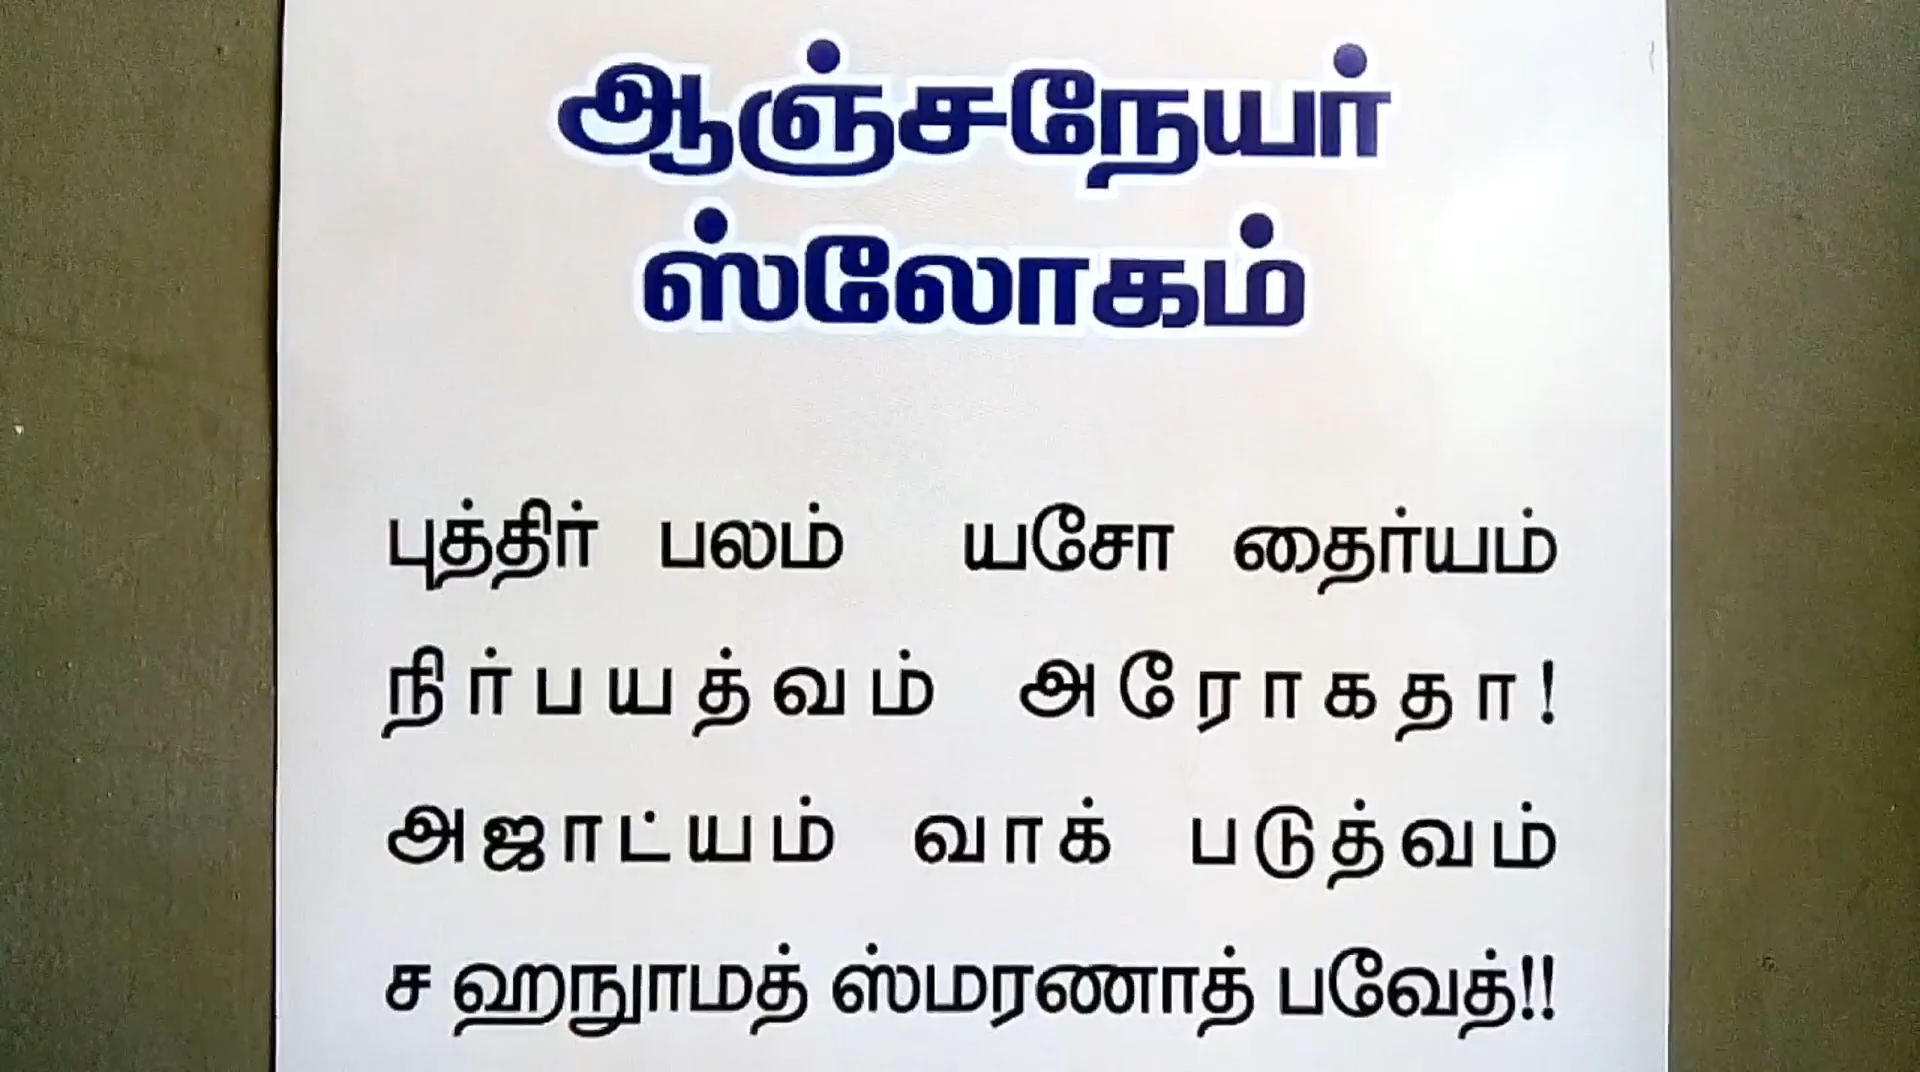 ஆஞ்சநேயர்
ஸ்லோகம்
புத்திர் பலம் யசோ தைர்யம்
நிர்பயத்வம் அரோகதா!
அஜாட்யம் வாக் படுத்வம்
ச ஹநுாமத் ஸ்மரணாத் பவேத்!!